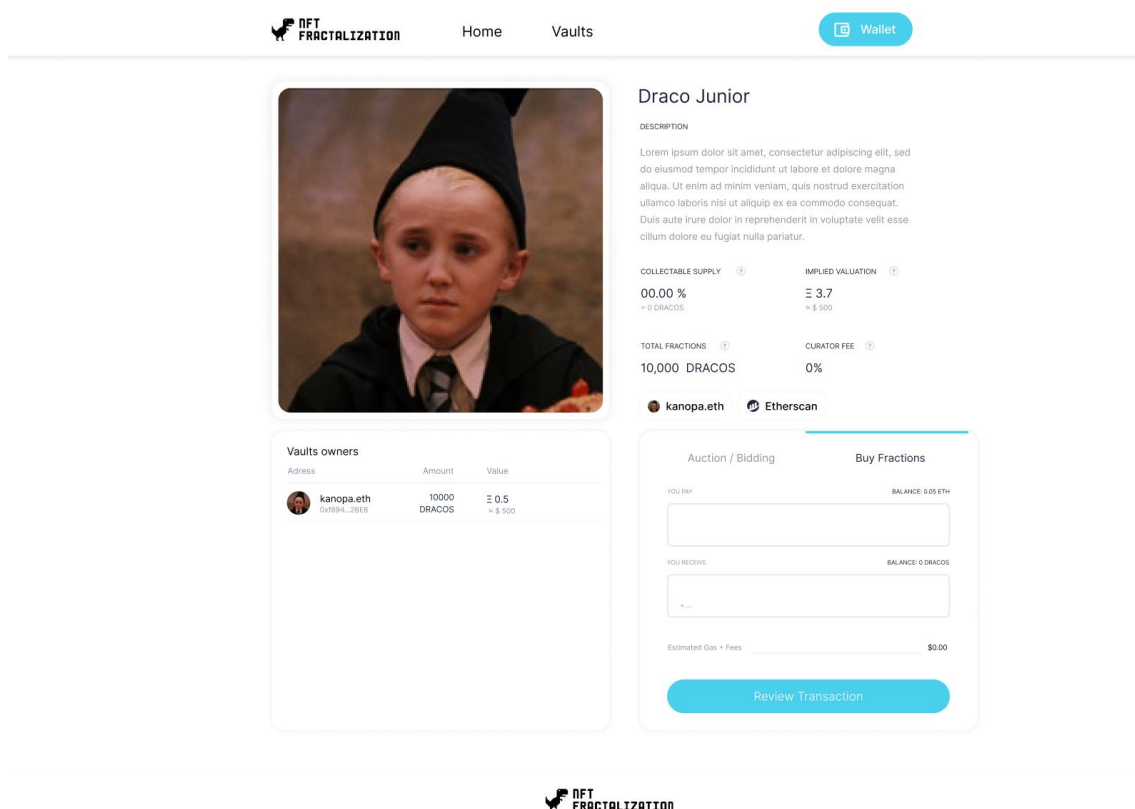 NFT
FRACTALIZATION
Home
Vaults
Wallet
Draco Junior
DESCRIPTION
Lorem ipsum dolor sit amet, consectetur adipiscing elit, sed
do eiusmod tempor incididunt ut labore et dolore magna
aliqua. Ut enim ad minim veniam, quis nostrud exercitation
ullamco laboris nisi ut aliquip ex ea commodo consequat.
Duis aute irure dolor in reprehenderit in voluptate velit esse
cillum dolore eu fugiat nulla pariatur.
COLLECTABLE SUPPLY ?
00.00 %
≈ 0 DRACOS
IMPLIED VALUATION ?
Ξ 3.7
≈ $ 500
TOTAL FRACTIONS ?
10,000 DRACOS
CURATOR FEE ?
0%
kanopa.eth
Etherscan
Vaults owners
Adress Amount Value
kanopa.eth
0xf894...2BE8
10000
DRACOS
Ξ 0.5
≈ $ 500
Auction / Bidding
Buy Fractions
YOU PAY
BALANCE: 0.05 ETH
YOU RECEIVE
BALANCE: 0 DRACOS
≈ ...
Estimated Gas + Fees
$0.00
Review Transaction
NFT
FRACTALIZATION